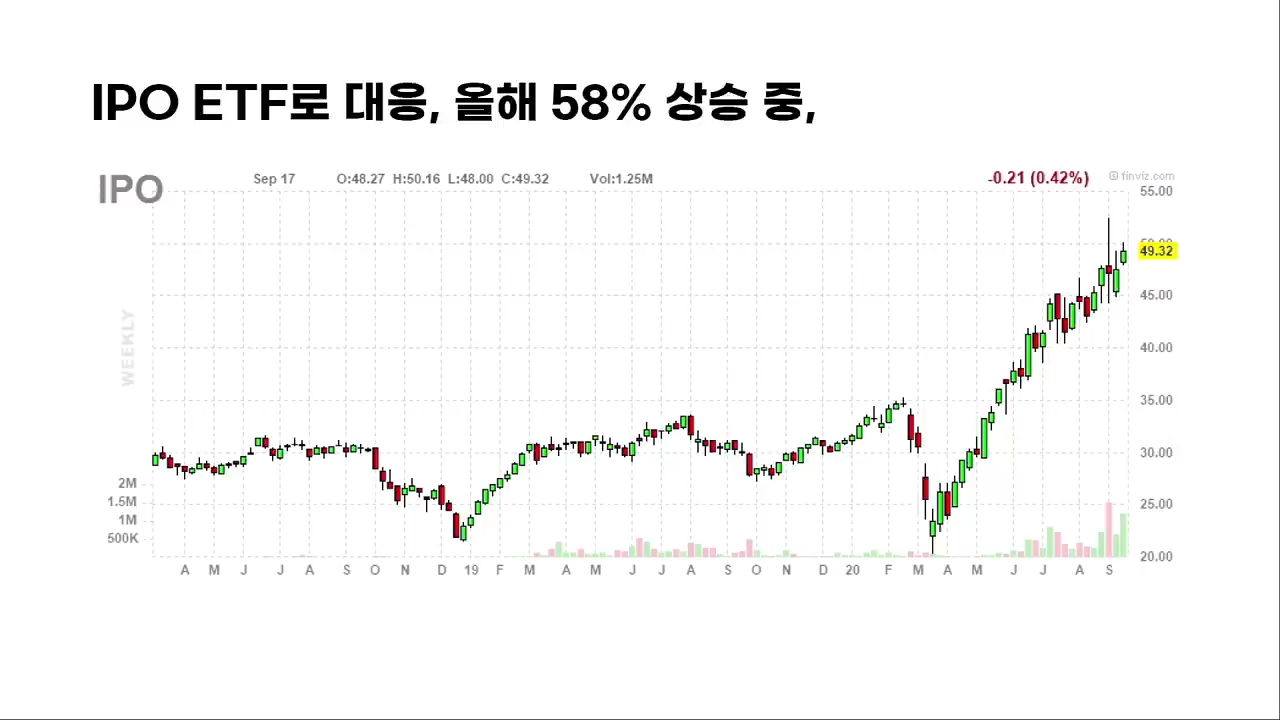 IPO ETF로 대응, 올해 58% 상승 중,
IPO
Sep 17 O:48.27 H:50.16 L:48.00 C:49.32 Vol:1.25M -0.21 (0.42%) © finviz.com
55.00
50.00
49.32
45.00
40.00
35.00
30.00
25.00
20.00
WEEKLY
2M
1.5M
1M
500K
A M J J A S O N D 19 F M A M J J A S O N D 20 F M A M J J A S